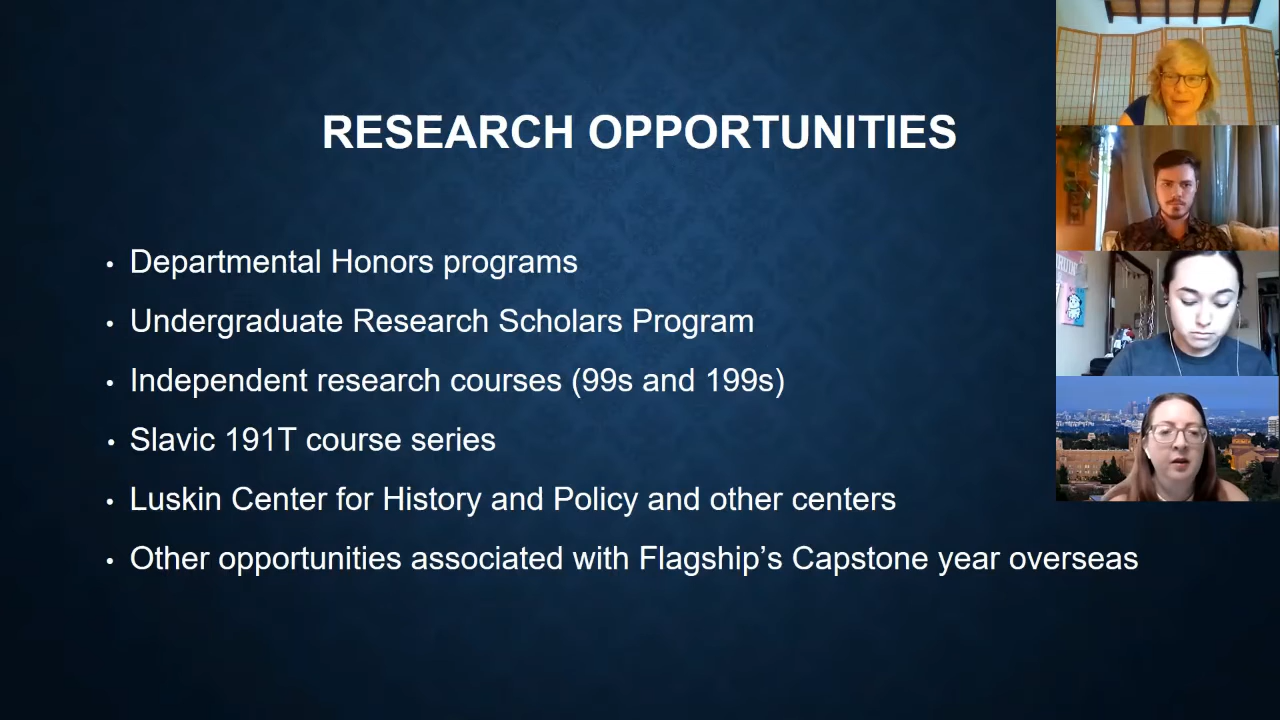 RESEARCH OPPORTUNITIES
• Departmental Honors programs
• Undergraduate Research Scholars Program
• Independent research courses (99s and 199s)
• Slavic 191T course series
• Luskin Center for History and Policy and other centers
• Other opportunities associated with Flagship’s Capstone year overseas